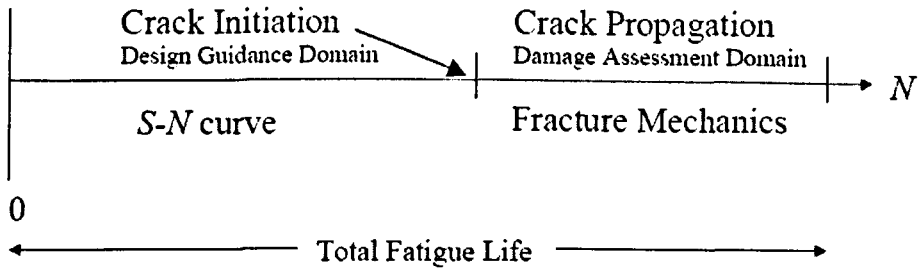 Crack Initiation
Design Guidance Domain
Crack Propagation
Damage Assessment Domain
N
S-N curve
Fracture Mechanics
0
Total Fatigue Life